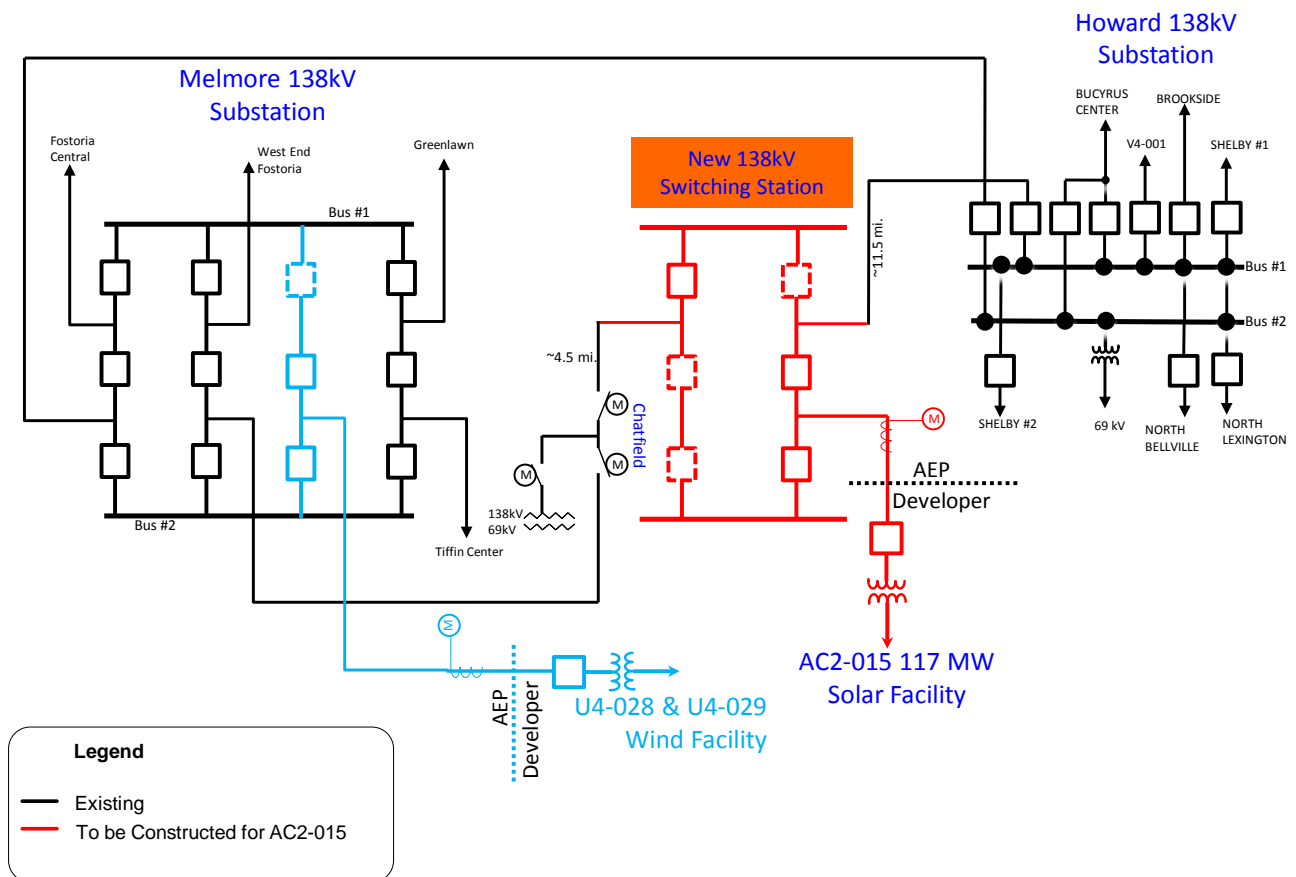 Howard 138kV
Substation
Melmore 138kV
Substation
BUCYRUS
CENTER
BROOKSIDE
V4-001
SHELBY #1
Fostoria
Central
West End
Fostoria
Greenlawn
New 138kV
Switching Station
Bus #1
~11.5 mi.
Bus #1
Bus #2
~4.5 mi.
M
Chatfield
M
M
138kV
69kV
Bus #2
Tiffin Center
SHELBY #2
69 kV
NORTH
BELLVILLE
NORTH
LEXINGTON
M
AEP
Developer
M
AEP
Developer
AC2-015 117 MW
Solar Facility
U4-028 & U4-029
Wind Facility
Legend
Existing
To be Constructed for AC2-015